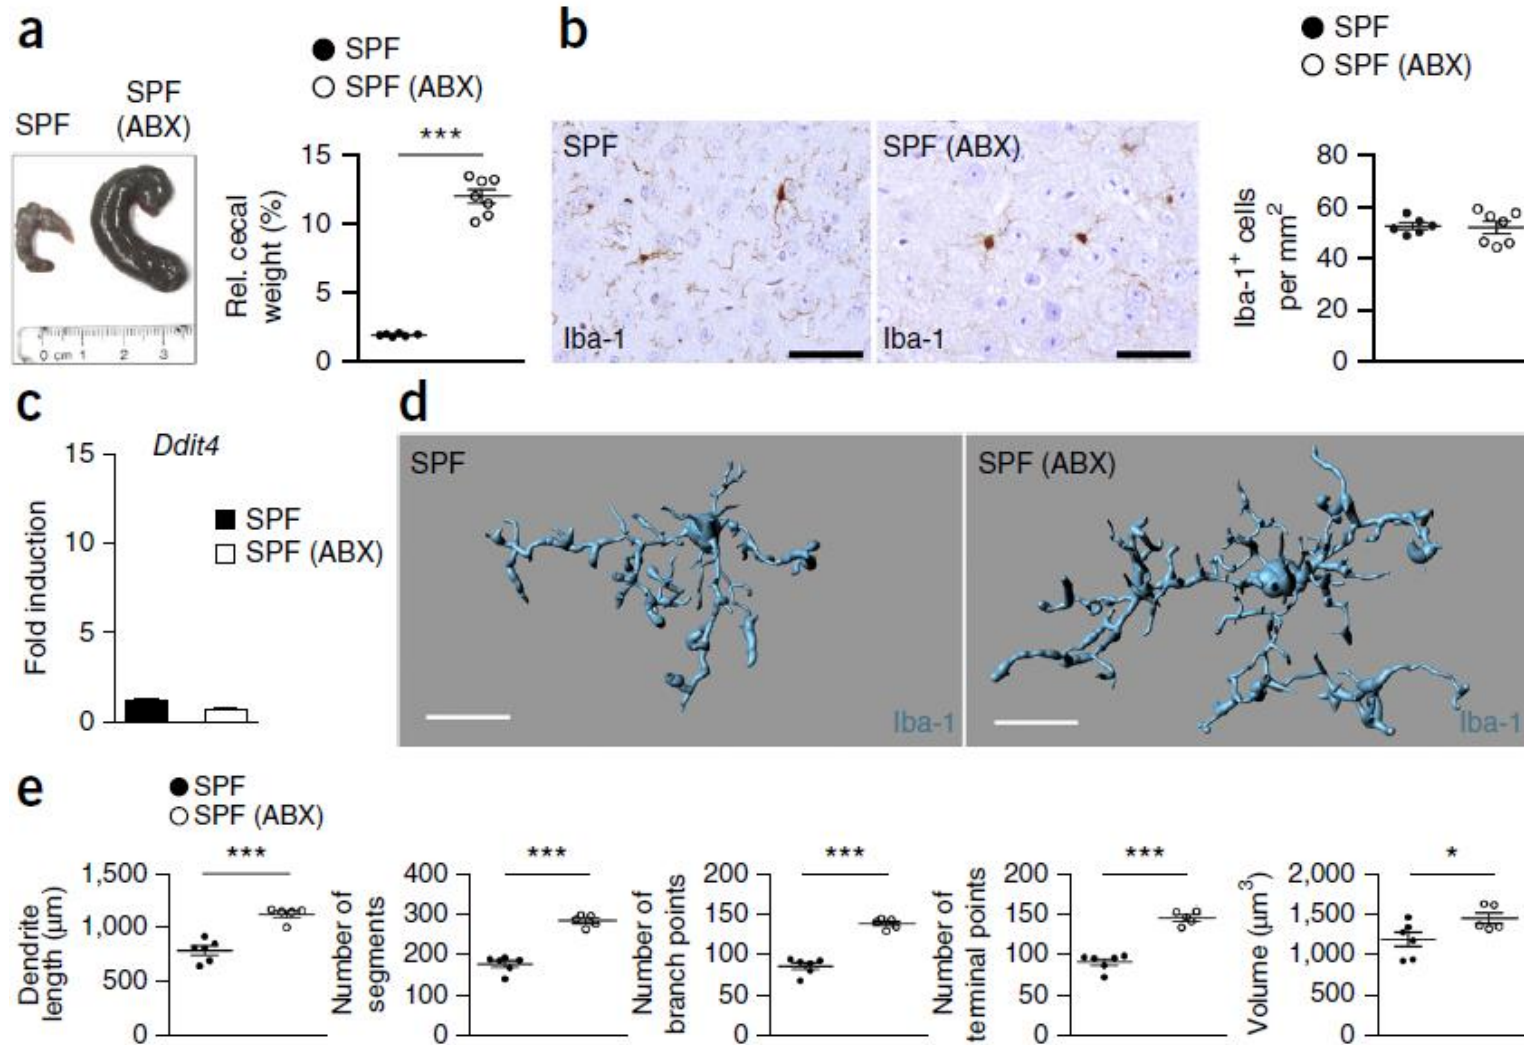 a
SPF
SPF
(ABX)
0 cm 1 2 3
SPF
SPF (ABX)
***
Rel. cecal
weight (%)
15
10
5
0
b
SPF
Iba-1
SPF (ABX)
Iba-1
SPF
SPF (ABX)
Iba-1+ cells
per mm2
80
60
40
20
0
c
Ddit4
Fold induction
15
10
5
0
SPF
SPF (ABX)
d
SPF
Iba-1
SPF (ABX)
Iba-1
e
SPF
SPF (ABX)
***
Dendrite
length (µm)
1,500
1,000
500
0
***
Number of
segments
400
300
200
100
0
***
Number of
branch points
200
150
100
50
0
***
Number of
terminal points
200
150
100
50
0
*
Volume (µm3)
2,000
1,500
1,000
500
0